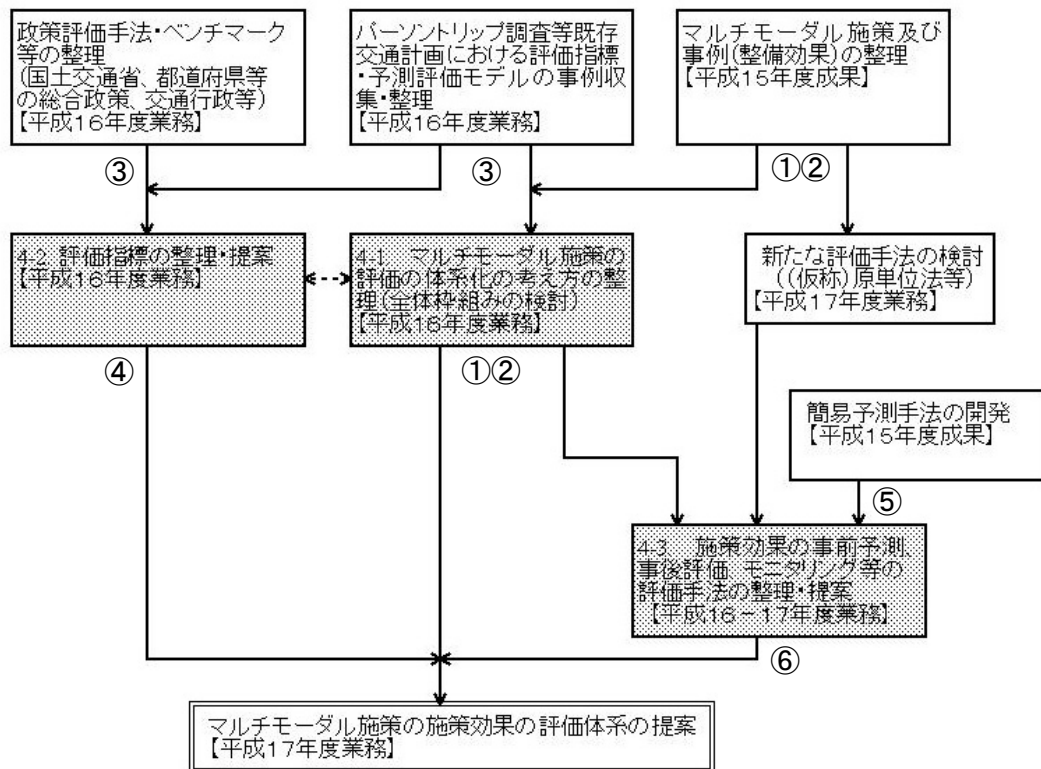 政策評価手法・ベンチマーク
等の整理
(国土交通省、都道府県等
の総合政策、交通行政等)
【平成16年度業務】
パーソントリップ調査等既存
交通計画における評価指標
・予測評価モデルの事例収
集・整理
【平成16年度業務】
マルチモーダル施策及び
事例(整備効果)の整理
【平成15年度成果】
③
③
①②
4-2 評価指標の整理・提案
【平成16年度業務】
4-1 マルチモーダル施策の
評価の体系化の考え方の整
理(全体枠組みの検討)
【平成16年度業務】
新たな評価手法の検討
((仮称)原単位法等)
【平成17年度業務】
④
①②
簡易予測手法の開発
【平成15年度成果】
⑤
4-3 施策効果の事前予測、
事後評価、モニタリング等の
評価手法の整理・提案
【平成16-17年度業務】
⑥
マルチモーダル施策の施策効果の評価体系の提案
【平成17年度業務】